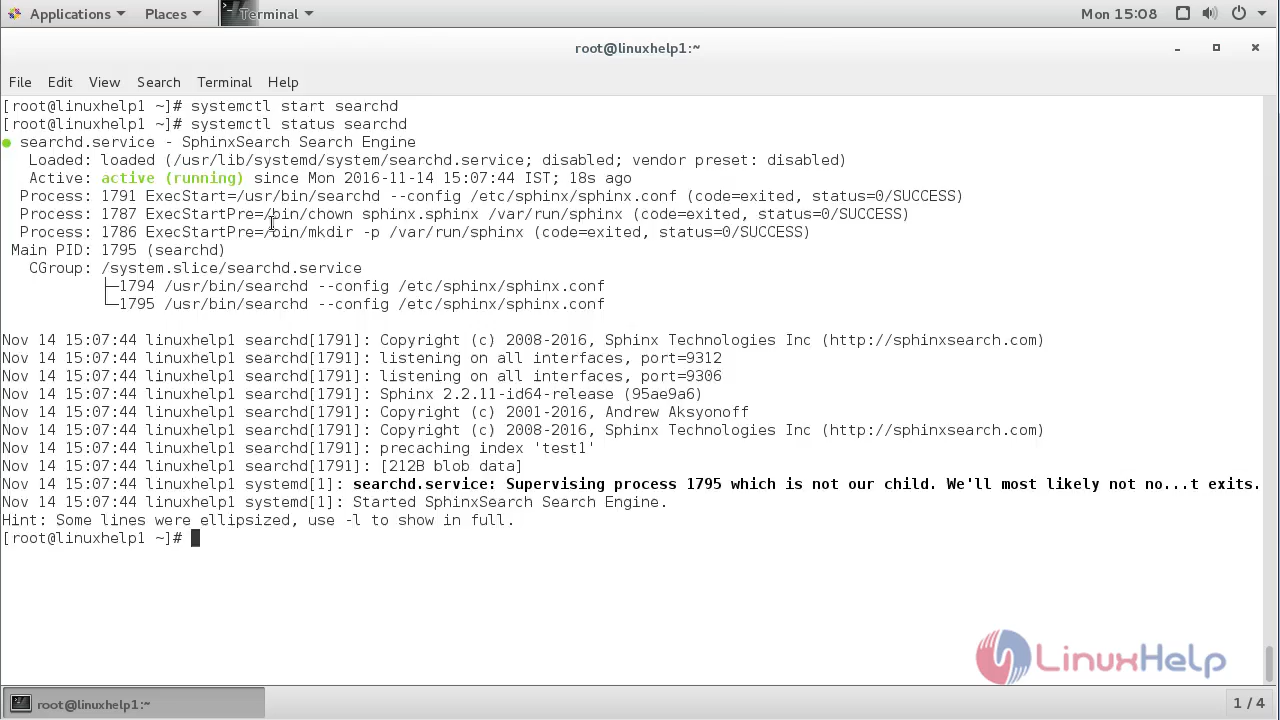 Applications Places Terminal Mon 15:08
root@linuxhelp1:~
File Edit View Search Terminal Help
[root@linuxhelp1 ~]# systemctl start searchd
[root@linuxhelp1 ~]# systemctl status searchd
● searchd.service - SphinxSearch Search Engine
Loaded: loaded (/usr/lib/systemd/system/searchd.service; disabled; vendor preset: disabled)
Active: active (running) since Mon 2016-11-14 15:07:44 IST; 18s ago
Process: 1791 ExecStart=/usr/bin/searchd --config /etc/sphinx/sphinx.conf (code=exited, status=0/SUCCESS)
Process: 1787 ExecStartPre=/bin/chown sphinx.sphinx /var/run/sphinx (code=exited, status=0/SUCCESS)
Process: 1786 ExecStartPre=/bin/mkdir -p /var/run/sphinx (code=exited, status=0/SUCCESS)
Main PID: 1795 (searchd)
CGroup: /system.slice/searchd.service
├─1794 /usr/bin/searchd --config /etc/sphinx/sphinx.conf
└─1795 /usr/bin/searchd --config /etc/sphinx/sphinx.conf
Nov 14 15:07:44 linuxhelp1 searchd[1791]: Copyright (c) 2008-2016, Sphinx Technologies Inc (http://sphinxsearch.com)
Nov 14 15:07:44 linuxhelp1 searchd[1791]: listening on all interfaces, port=9312
Nov 14 15:07:44 linuxhelp1 searchd[1791]: listening on all interfaces, port=9306
Nov 14 15:07:44 linuxhelp1 searchd[1791]: Sphinx 2.2.11-id64-release (95ae9a6)
Nov 14 15:07:44 linuxhelp1 searchd[1791]: Copyright (c) 2001-2016, Andrew Aksyonoff
Nov 14 15:07:44 linuxhelp1 searchd[1791]: Copyright (c) 2008-2016, Sphinx Technologies Inc (http://sphinxsearch.com)
Nov 14 15:07:44 linuxhelp1 searchd[1791]: precaching index 'test1'
Nov 14 15:07:44 linuxhelp1 searchd[1791]: [212B blob data]
Nov 14 15:07:44 linuxhelp1 systemd[1]: searchd.service: Supervising process 1795 which is not our child. We'll most likely not no...t exits.
Nov 14 15:07:44 linuxhelp1 systemd[1]: Started SphinxSearch Search Engine.
Hint: Some lines were ellipsized, use -l to show in full.
[root@linuxhelp1 ~]#
LinuxHelp
root@linuxhelp1:~ 1 / 4